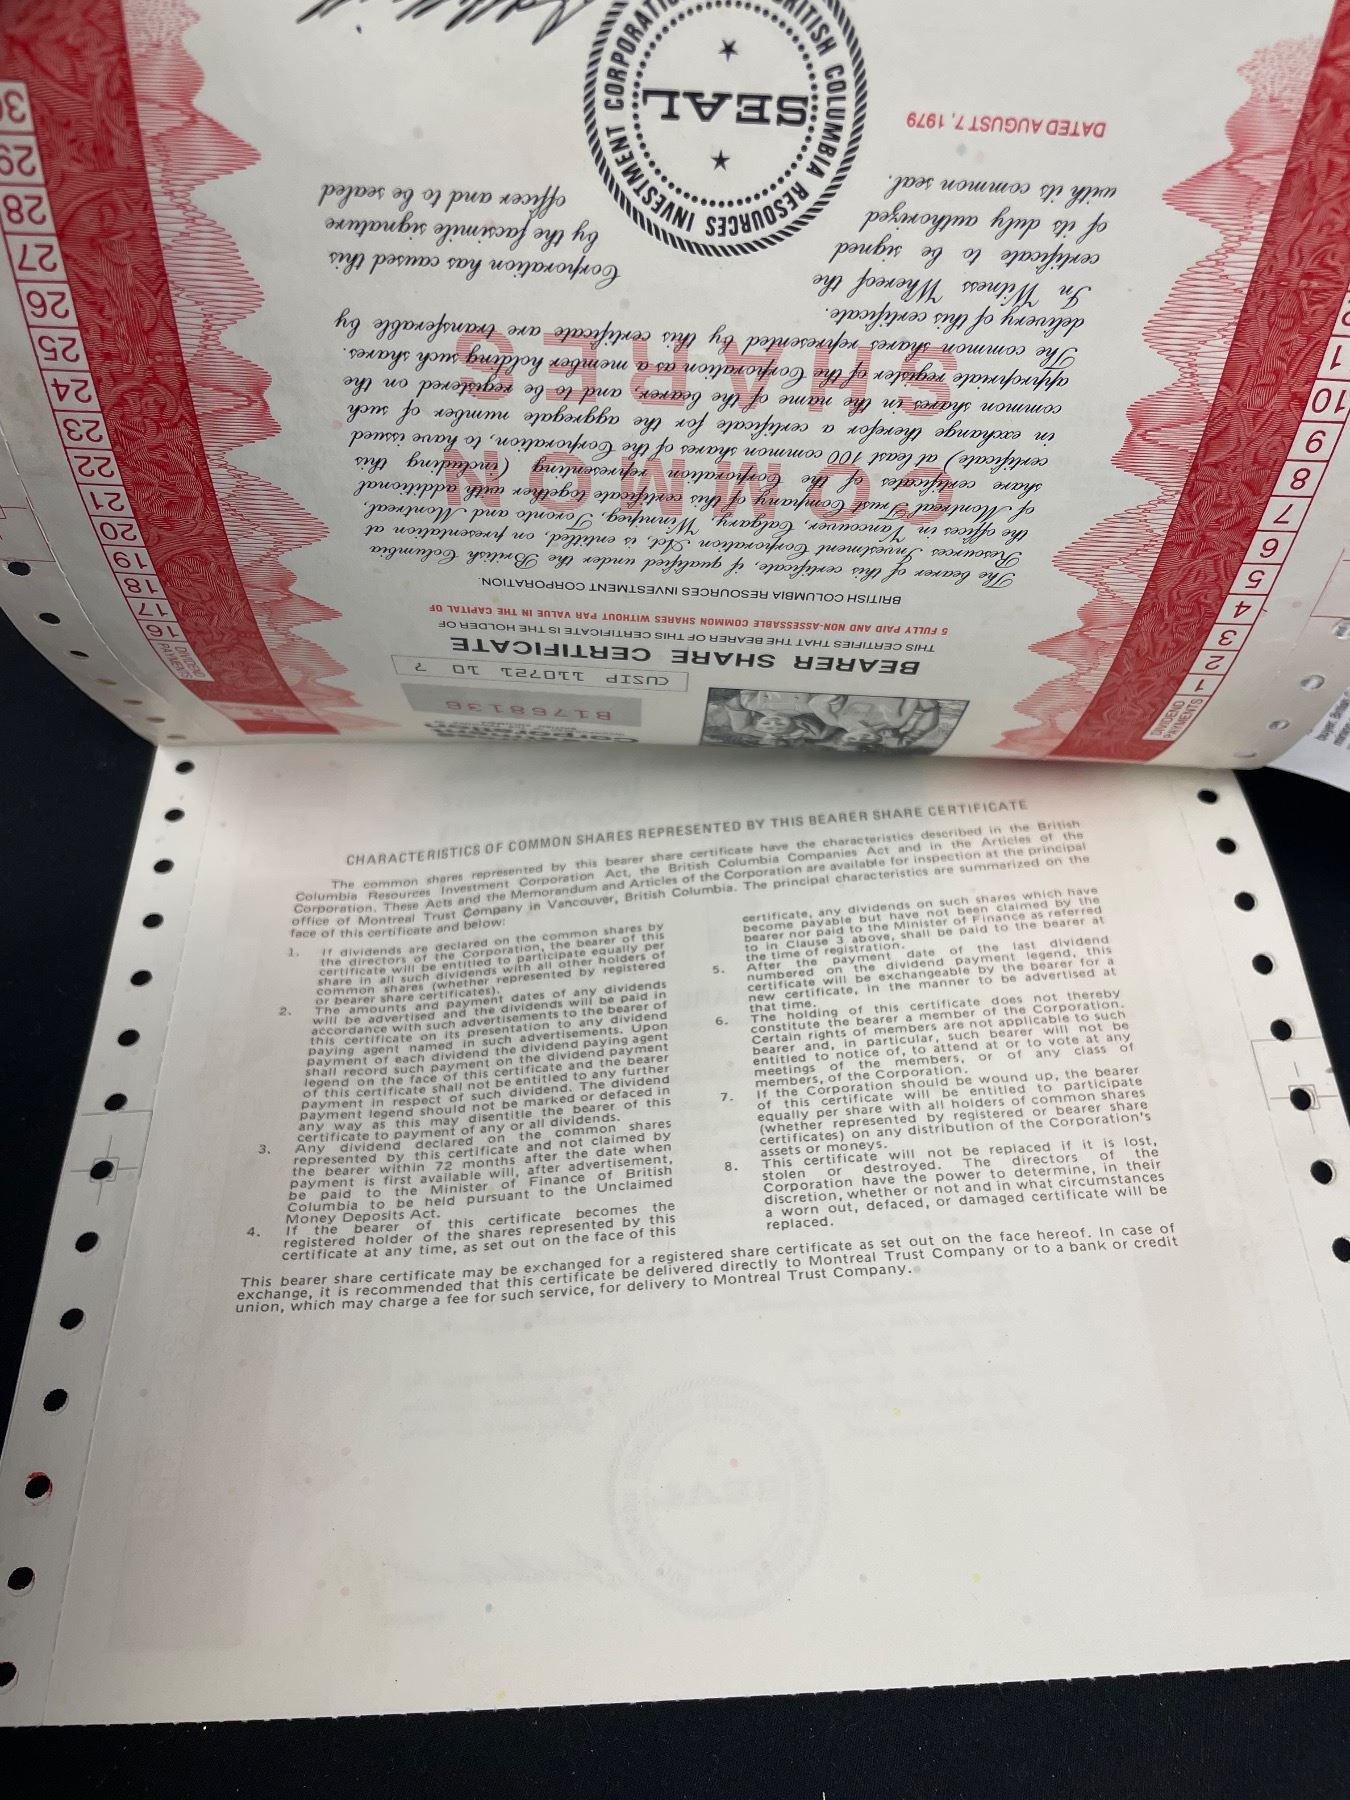 DATED AUGUST 7, 1979
SEAL
BRITISH COLUMBIA RESOURCES INVESTMENT
B1768136
CUSIP 110721 10 7
BEARER SHARE CERTIFICATE
THIS CERTIFIES THAT THE BEARER OF THIS CERTIFICATE IS THE HOLDER OF
5 FULLY PAID AND NON-ASSESSABLE COMMON SHARES WITHOUT PAR VALUE IN THE CAPITAL OF
BRITISH COLUMBIA RESOURCES INVESTMENT CORPORATION.
COMMON
SHARES
The bearer of this certificate, if qualified under the British Columbia
Resources Investment Corporation Act, is entitled, on presentation at
the offices in Vancouver, Calgary, Winnipeg, Toronto and Montreal,
of Montreal Trust Company of this certificate together with additional
share certificates of the Corporation representing (including this
certificate) at least 100 common shares of the Corporation, to have issued
in exchange therefor a certificate for the aggregate number of such
common shares in the name of the bearer, and to be registered on the
appropriate register of the Corporation as a member holding such shares.
The common shares represented by this certificate are transferable by
delivery of this certificate.
In Witness Whereof the
certificate to be signed
of its duly authorized
with its common seal.
Corporation has caused this
by the facsimile signature
officer and to be sealed
DIVIDEND
PAYMENTS
1
2
3
4
5
6
7
8
9
10
DIVIDEND
PAYMENTS
16
17
18
19
20
21
22
23
24
25
26
27
28
29
30
CHARACTERISTICS OF COMMON SHARES REPRESENTED BY THIS BEARER SHARE CERTIFICATE
The common shares represented by this bearer share certificate have the characteristics described in the British
Columbia Resources Investment Corporation Act, the British Columbia Companies Act and in the Articles of the
Corporation. These Acts and the Memorandum and Articles of the Corporation are available for inspection at the principal
office of Montreal Trust Company in Vancouver, British Columbia. The principal characteristics are summarized on the
face of this certificate and below:
1. If dividends are declared on the common shares by
the directors of the Corporation, the bearer of this
certificate will be entitled to participate equally per
share in all such dividends with all other holders of
common shares (whether represented by registered
or bearer share certificates).
2. The amounts and payment dates of any dividends
will be advertised and the dividends will be paid in
accordance with such advertisements to the bearer of
this certificate on its presentation to any dividend
paying agent named in such advertisements. Upon
payment of each dividend the dividend paying agent
shall record such payment on the dividend payment
legend on the face of this certificate and the bearer
of this certificate shall not be entitled to any further
payment in respect of such dividend. The dividend
payment legend should not be marked or defaced in
any way as this may disentitle the bearer of this
certificate to payment of any or all dividends.
3. Any dividend declared on the common shares
represented by this certificate and not claimed by
the bearer within 72 months after the date when
payment is first available will, after advertisement,
be paid to the Minister of Finance of British
Columbia to be held pursuant to the Unclaimed
Money Deposits Act.
4. If the bearer of this certificate becomes the
registered holder of the shares represented by this
certificate at any time, as set out on the face of this
certificate, any dividends on such shares which have
become payable but have not been claimed by the
bearer nor paid to the Minister of Finance as referred
to in Clause 3 above, shall be paid to the bearer at
the time of registration.
5. After the payment date of the last dividend
numbered on the dividend payment legend, this
certificate will be exchangeable by the bearer for a
new certificate, in the manner to be advertised at
that time.
6. The holding of this certificate does not thereby
constitute the bearer a member of the Corporation.
Certain rights of members are not applicable to such
bearer and, in particular, such bearer will not be
entitled to notice of, to attend at or to vote at any
meetings of the members, or of any class of
members, of the Corporation.
7. If the Corporation should be wound up, the bearer
of this certificate will be entitled to participate
equally per share with all holders of common shares
(whether represented by registered or bearer share
certificates) on any distribution of the Corporation's
assets or moneys.
8. This certificate will not be replaced if it is lost,
stolen or destroyed. The directors of the
Corporation have the power to determine, in their
discretion, whether or not and in what circumstances
a worn out, defaced, or damaged certificate will be
replaced.
This bearer share certificate may be exchanged for a registered share certificate as set out on the face hereof. In case of
exchange, it is recommended that this certificate be delivered directly to Montreal Trust Company or to a bank or credit
union, which may charge a fee for such service, for delivery to Montreal Trust Company.